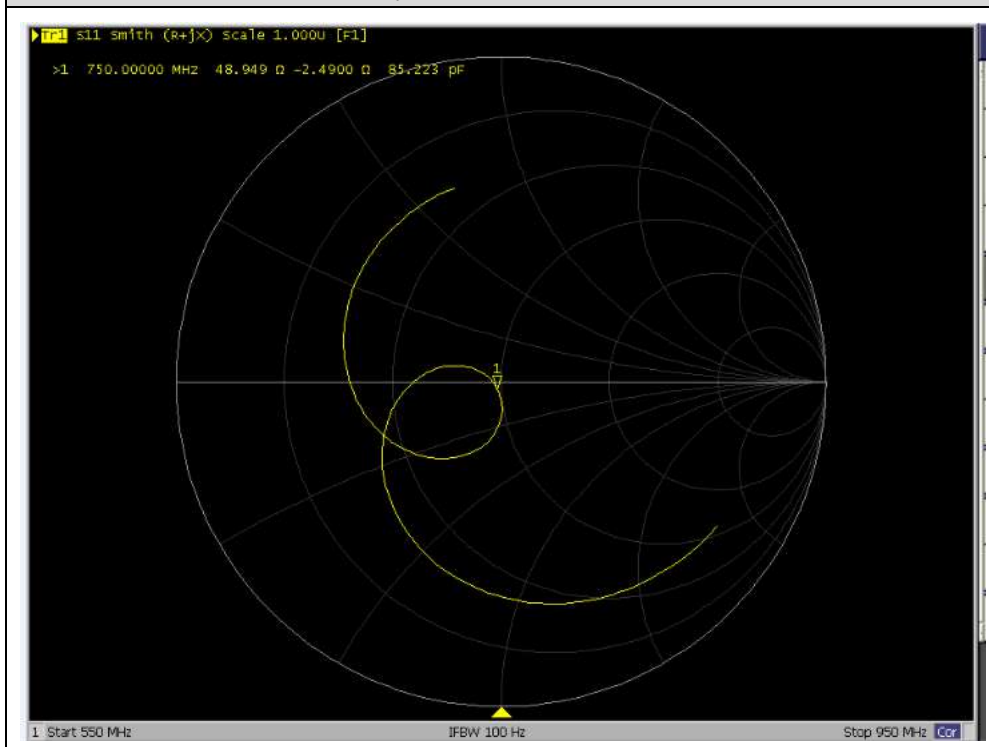 Tr1 S11 Smith (R+jX) Scale 1.000U [F1]
>1 750.00000 MHz 48.949 Ω -2.4900 Ω 85.223 pF
1
1 Start 550 MHz IFBW 100 Hz Stop 950 MHz Cor